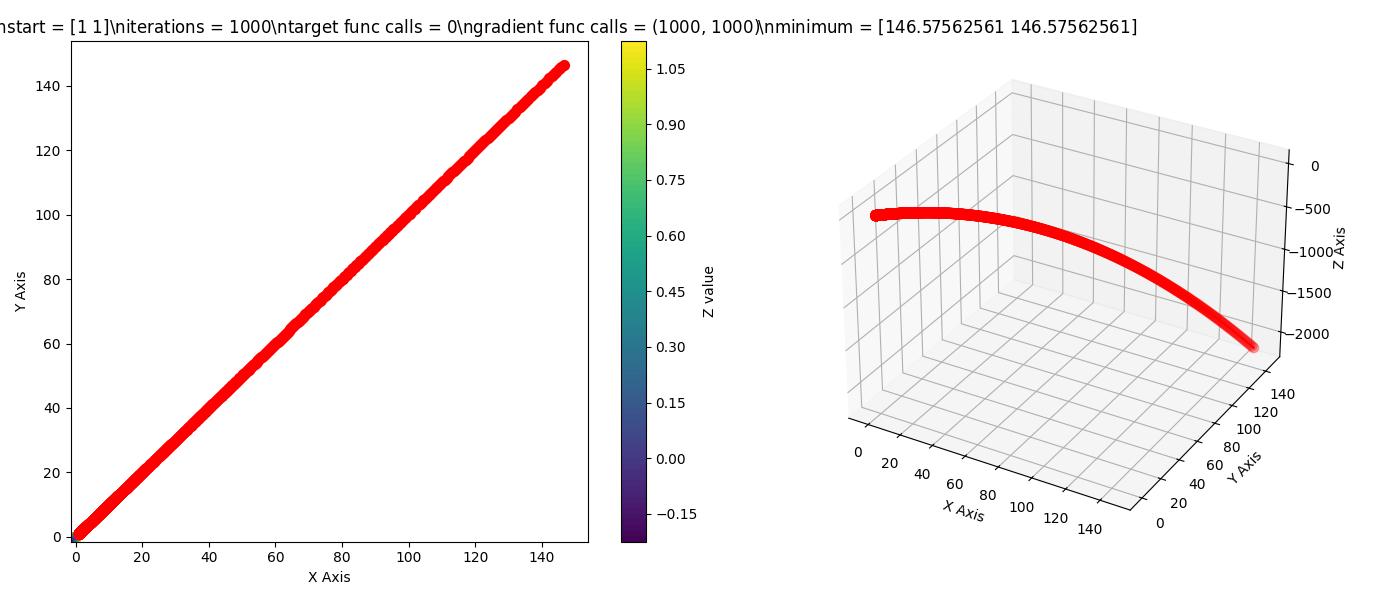 nstart = [1 1]\niterations = 1000\ntarget func calls = 0\ngradient func calls = (1000, 1000)\nminimum = [146.57562561 146.57562561]
140
120
100
80
60
40
20
0
Y Axis
0 20 40 60 80 100 120 140
X Axis
1.05
0.90
0.75
0.60
0.45
0.30
0.15
0.00
−0.15
Z value
0
−500
−1000
−1500
−2000
Z Axis
0 20 40 60 80 100 120 140
X Axis
0 20 40 60 80 100 120 140
Y Axis